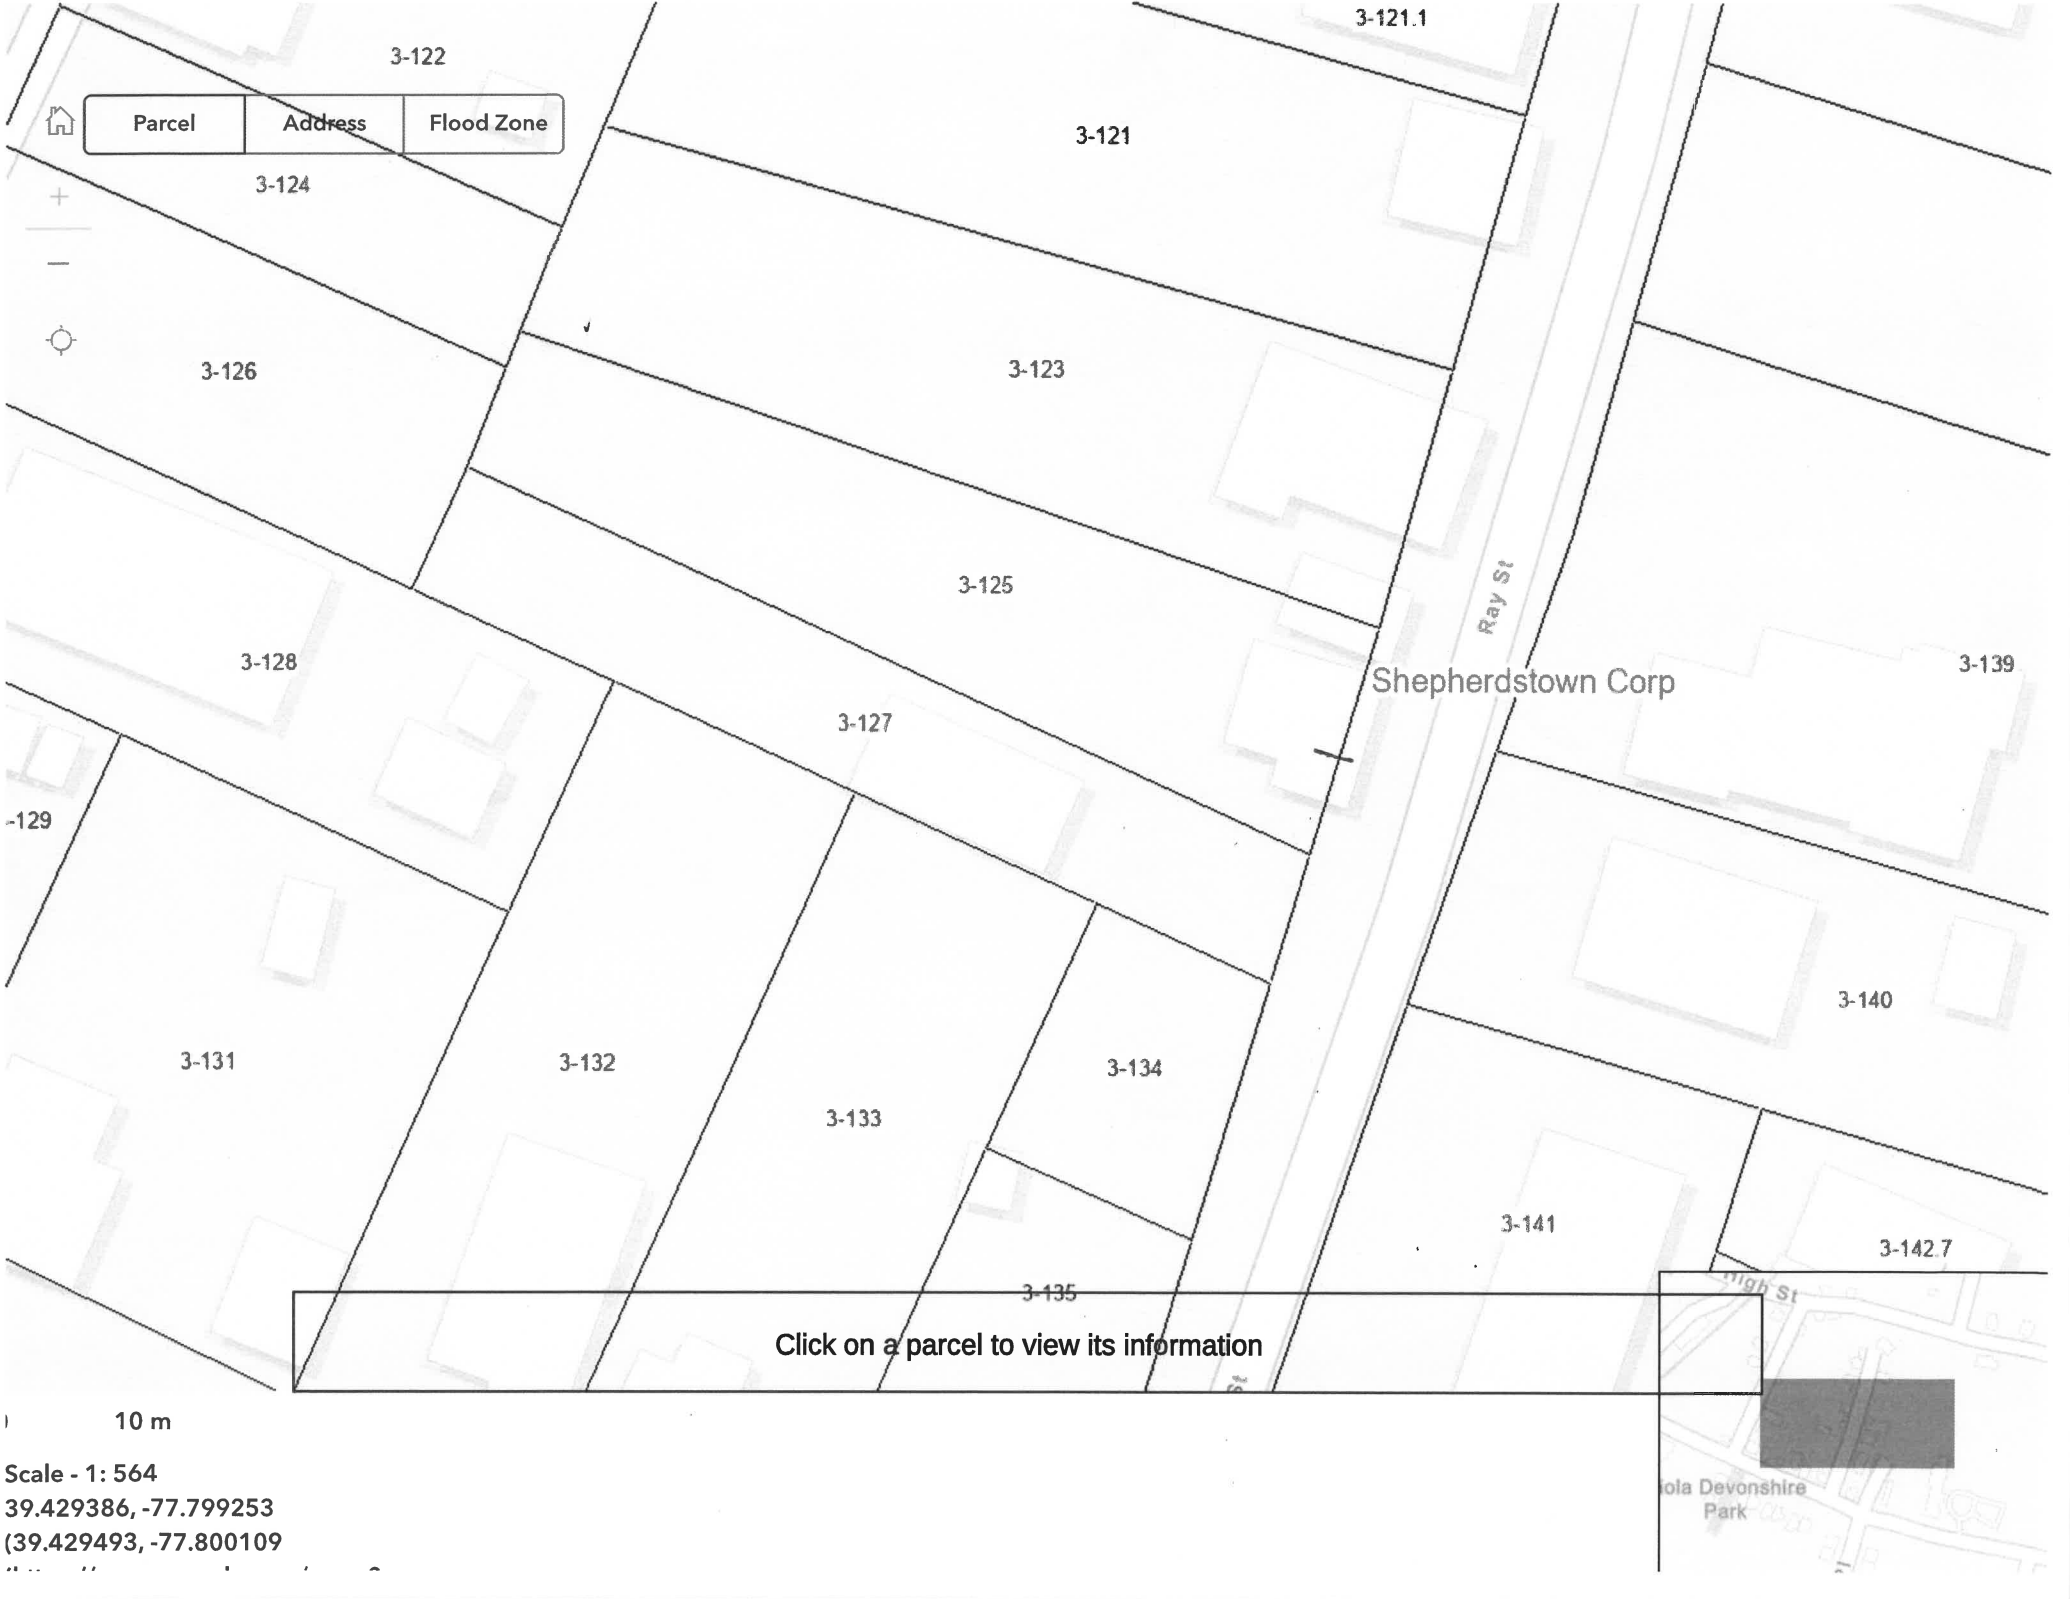 3-121.1
3-122
Parcel Address Flood Zone
3-121
3-124
3-126
3-123
3-125
Ray St
3-128
3-139
Shepherdstown Corp
3-127
-129
3-140
3-131
3-132
3-134
3-133
3-141
3-142.7
High St
3-135
Click on a parcel to view its information
St
10 m
Scale - 1: 564
39.429386, -77.799253
(39.429493, -77.800109
iola Devonshire
Park